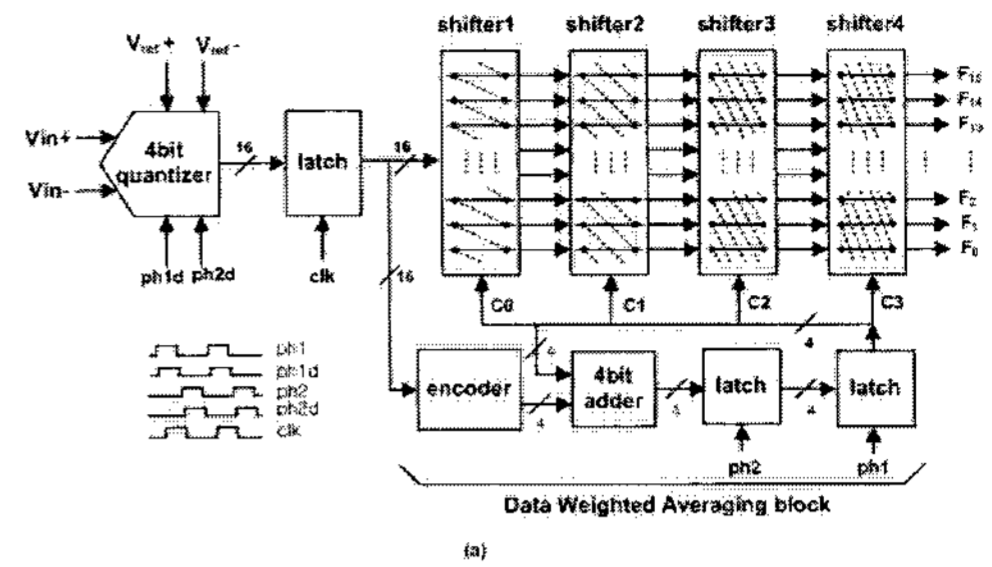 shifter1 shifter2 shifter3 shifter4
Vref+ Vref-
Vin+
Vin-
4bit
quantizer
16
latch
16
ph1d ph2d
clk
16
F15
F14
F13
F2
F1
F0
C0 C1 C2 C3
4
4
encoder
4
4bit
adder
latch
4
latch
ph2
ph1
ph1
ph1d
ph2
ph2d
clk
Data Weighted Averaging block
(a)